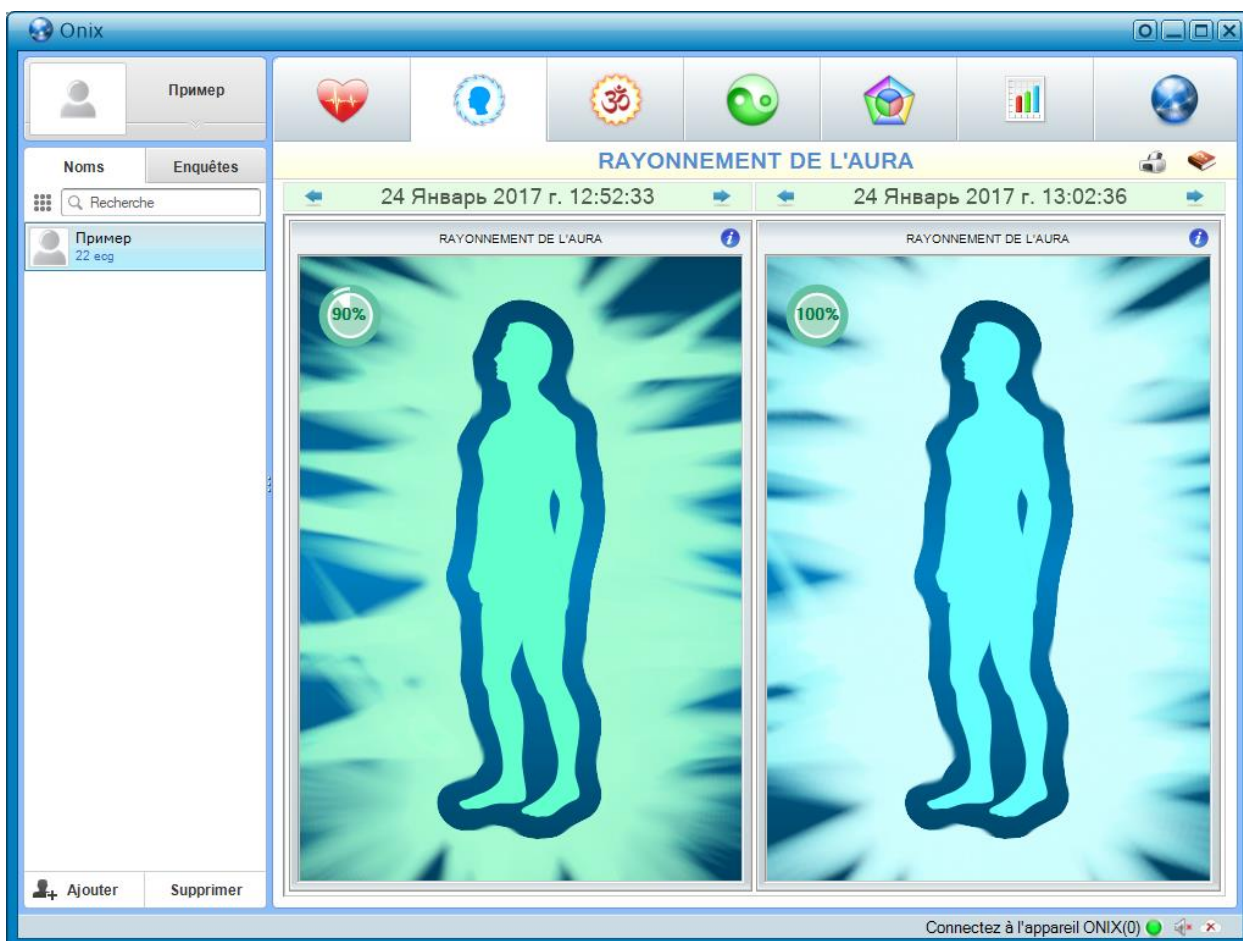 Onix
Пример
Noms
Enquêtes
Recherche
Пример
22 ecg
RAYONNEMENT DE L'AURA
24 Январь 2017 г. 12:52:33
24 Январь 2017 г. 13:02:36
RAYONNEMENT DE L'AURA
RAYONNEMENT DE L'AURA
90%
100%
Ajouter
Supprimer
Connectez à l'appareil ONIX(0)